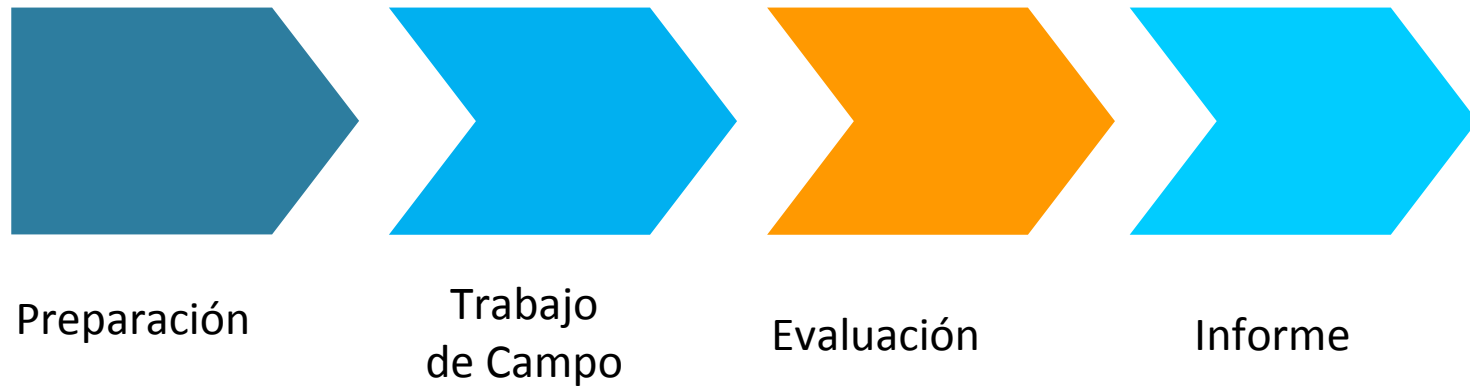 Preparación
Trabajo
de Campo
Evaluación
Informe